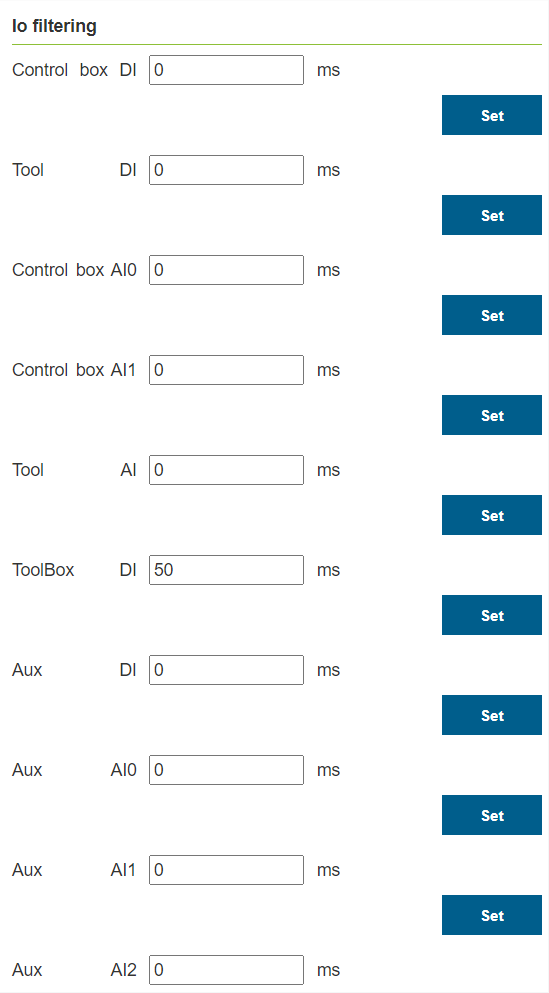 Io filtering
Control box DI 0 ms
Set
Tool DI 0 ms
Set
Control box AI0 0 ms
Set
Control box AI1 0 ms
Set
Tool AI 0 ms
Set
ToolBox DI 50 ms
Set
Aux DI 0 ms
Set
Aux AI0 0 ms
Set
Aux AI1 0 ms
Set
Aux AI2 0 ms